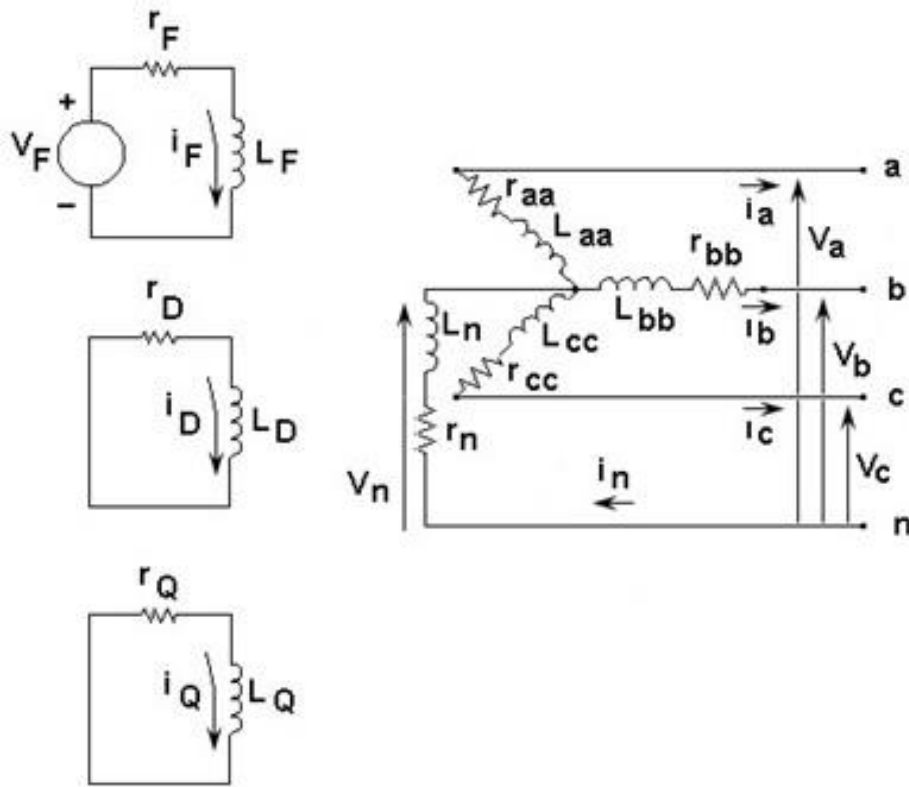 r_F
+
V_F
i_F
L_F
−
r_D
i_D
L_D
r_Q
i_Q
L_Q
a
r_aa
i_a
L_aa
r_bb
V_a
b
L_n
L_bb
i_b
L_cc
V_b
r_cc
c
r_n
i_c
V_c
V_n
i_n
n